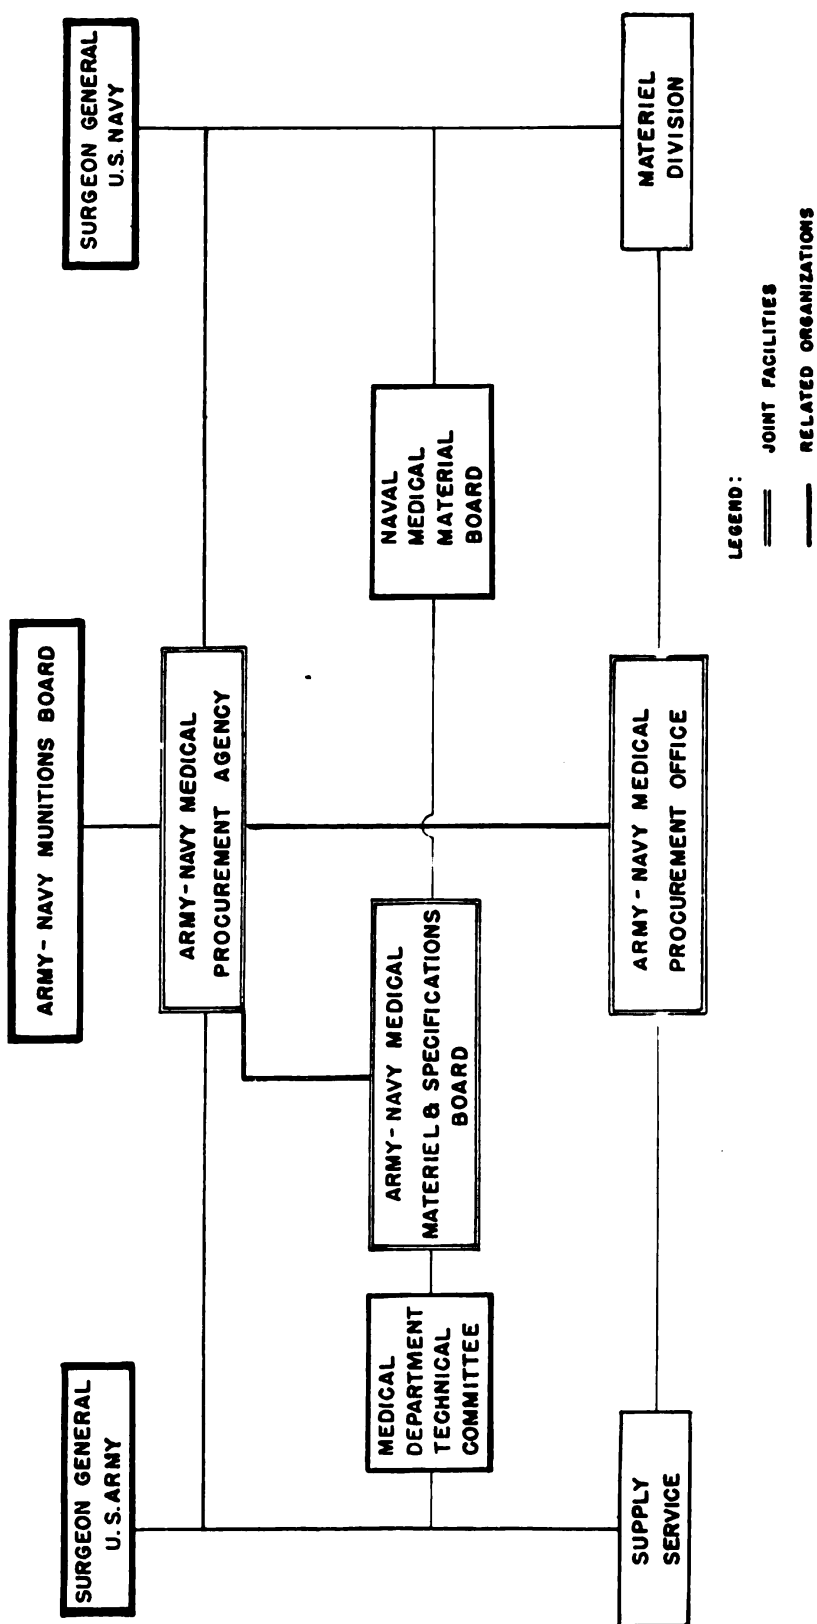 ARMY-NAVY MUNITIONS BOARD
SURGEON GENERAL
U.S. ARMY
SURGEON GENERAL
U.S. NAVY
ARMY-NAVY MEDICAL
PROCUREMENT AGENCY
MEDICAL
DEPARTMENT
TECHNICAL
COMMITTEE
ARMY-NAVY MEDICAL
MATERIEL & SPECIFICATIONS
BOARD
NAVAL
MEDICAL
MATERIAL
BOARD
SUPPLY
SERVICE
ARMY-NAVY MEDICAL
PROCUREMENT OFFICE
MATERIEL
DIVISION
LEGEND:
JOINT FACILITIES
RELATED ORGANIZATIONS